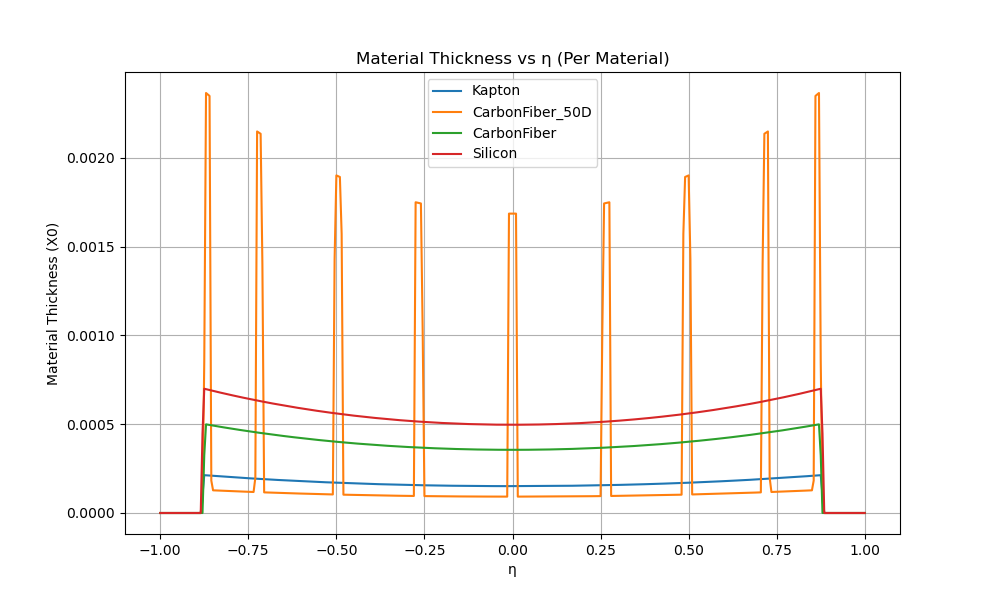 Material Thickness vs η (Per Material)
Kapton
CarbonFiber_50D
CarbonFiber
Silicon
Material Thickness (X0)
0.0020
0.0015
0.0010
0.0005
0.0000
−1.00 −0.75 −0.50 −0.25 0.00 0.25 0.50 0.75 1.00
η